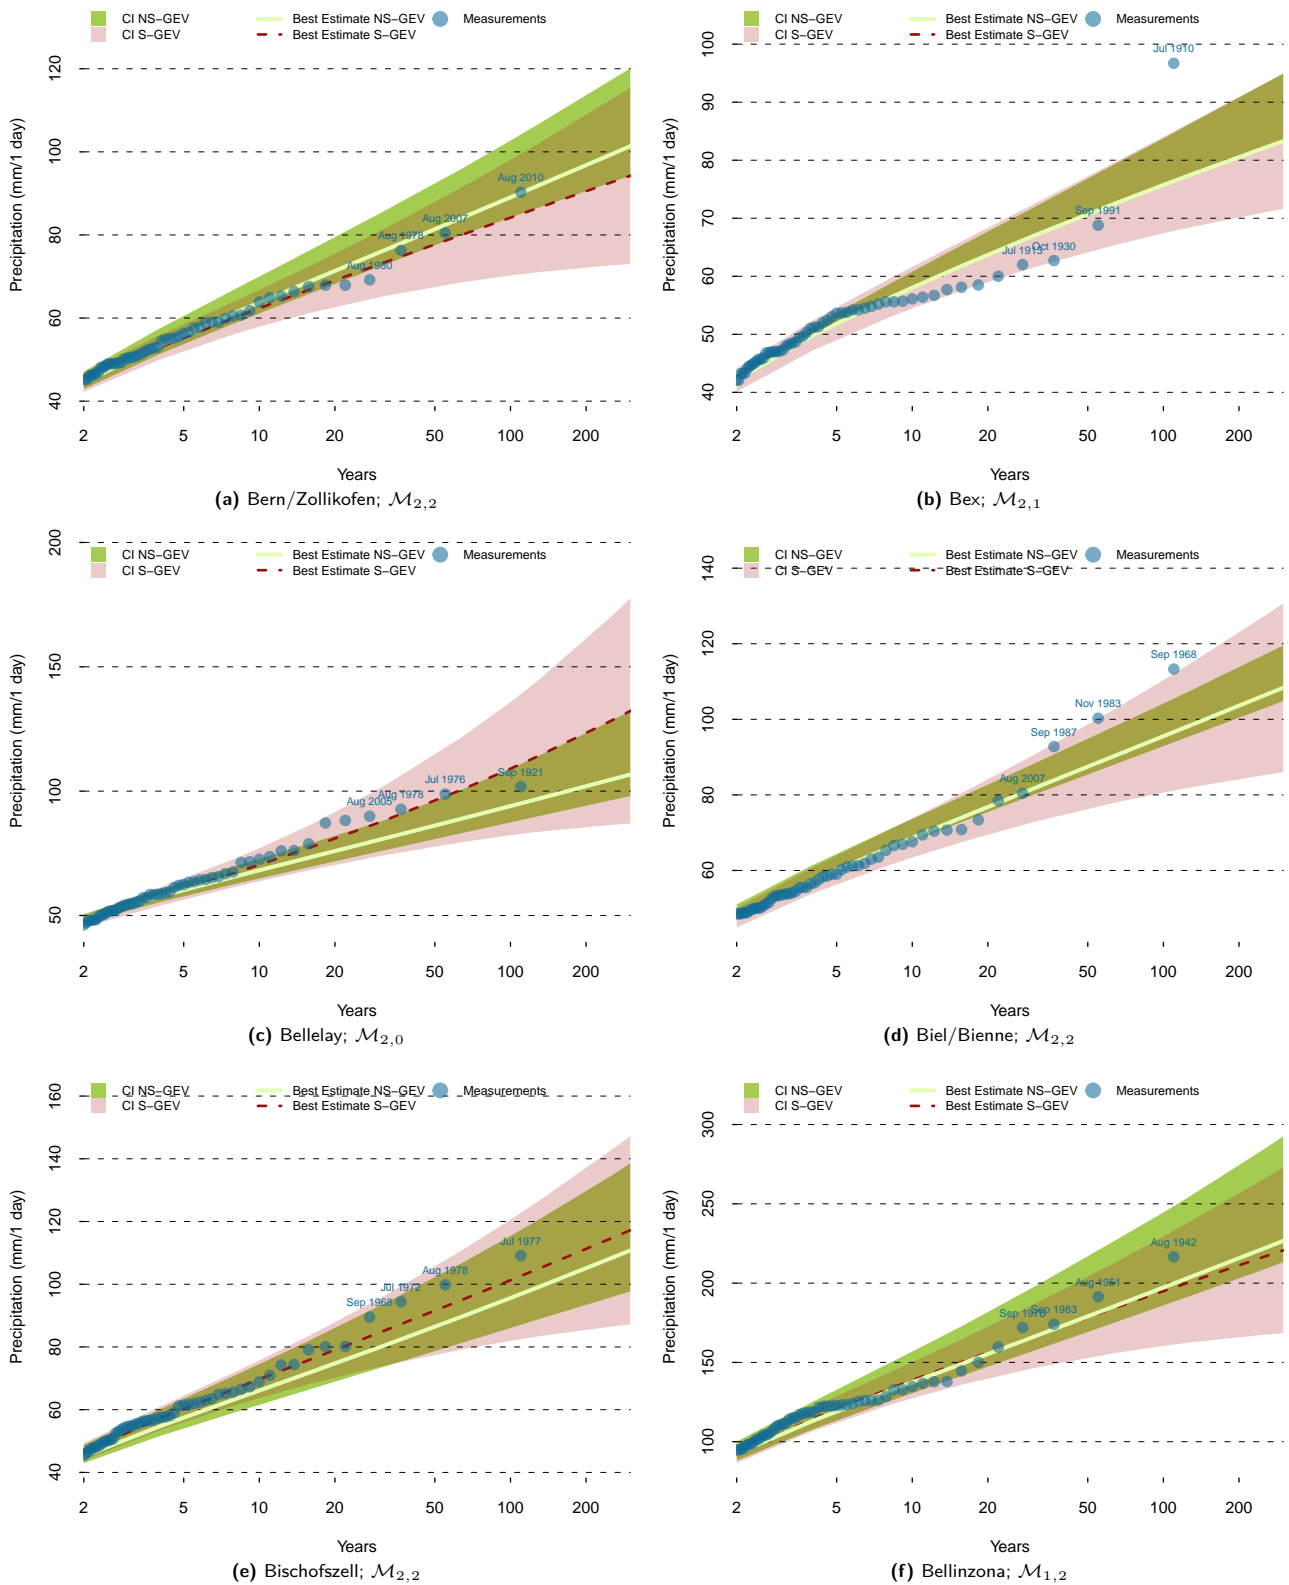 CI NS−GEV Best Estimate NS−GEV Measurements
CI S−GEV Best Estimate S−GEV
Precipitation (mm/1 day)
120
100
80
60
40
Aug 2010
Aug 2007
Aug 1978
Aug 1980
2 5 10 20 50 100 200
Years
(a) Bern/Zollikofen; M2,2
CI NS−GEV Best Estimate NS−GEV Measurements
CI S−GEV Best Estimate S−GEV
Precipitation (mm/1 day)
100
90
80
70
60
50
40
Jul 1910
Sep 1991
Jul 1913
Oct 1930
2 5 10 20 50 100 200
Years
(b) Bex; M2,1
CI NS−GEV Best Estimate NS−GEV Measurements
CI S−GEV Best Estimate S−GEV
Precipitation (mm/1 day)
200
150
100
50
Sep 1921
Jul 1976
Aug 1978
Aug 2005
2 5 10 20 50 100 200
Years
(c) Bellelay; M2,0
CI NS−GEV Best Estimate NS−GEV Measurements
CI S−GEV Best Estimate S−GEV
Precipitation (mm/1 day)
140
120
100
80
60
Sep 1968
Nov 1983
Sep 1987
Aug 2007
2 5 10 20 50 100 200
Years
(d) Biel/Bienne; M2,2
CI NS−GEV Best Estimate NS−GEV Measurements
CI S−GEV Best Estimate S−GEV
Precipitation (mm/1 day)
160
140
120
100
80
60
40
Jul 1977
Aug 1978
Jul 1972
Sep 1968
2 5 10 20 50 100 200
Years
(e) Bischofszell; M2,2
CI NS−GEV Best Estimate NS−GEV Measurements
CI S−GEV Best Estimate S−GEV
Precipitation (mm/1 day)
300
250
200
150
100
Aug 1942
Aug 1951
Sep 1983
2 5 10 20 50 100 200
Years
(f) Bellinzona; M1,2